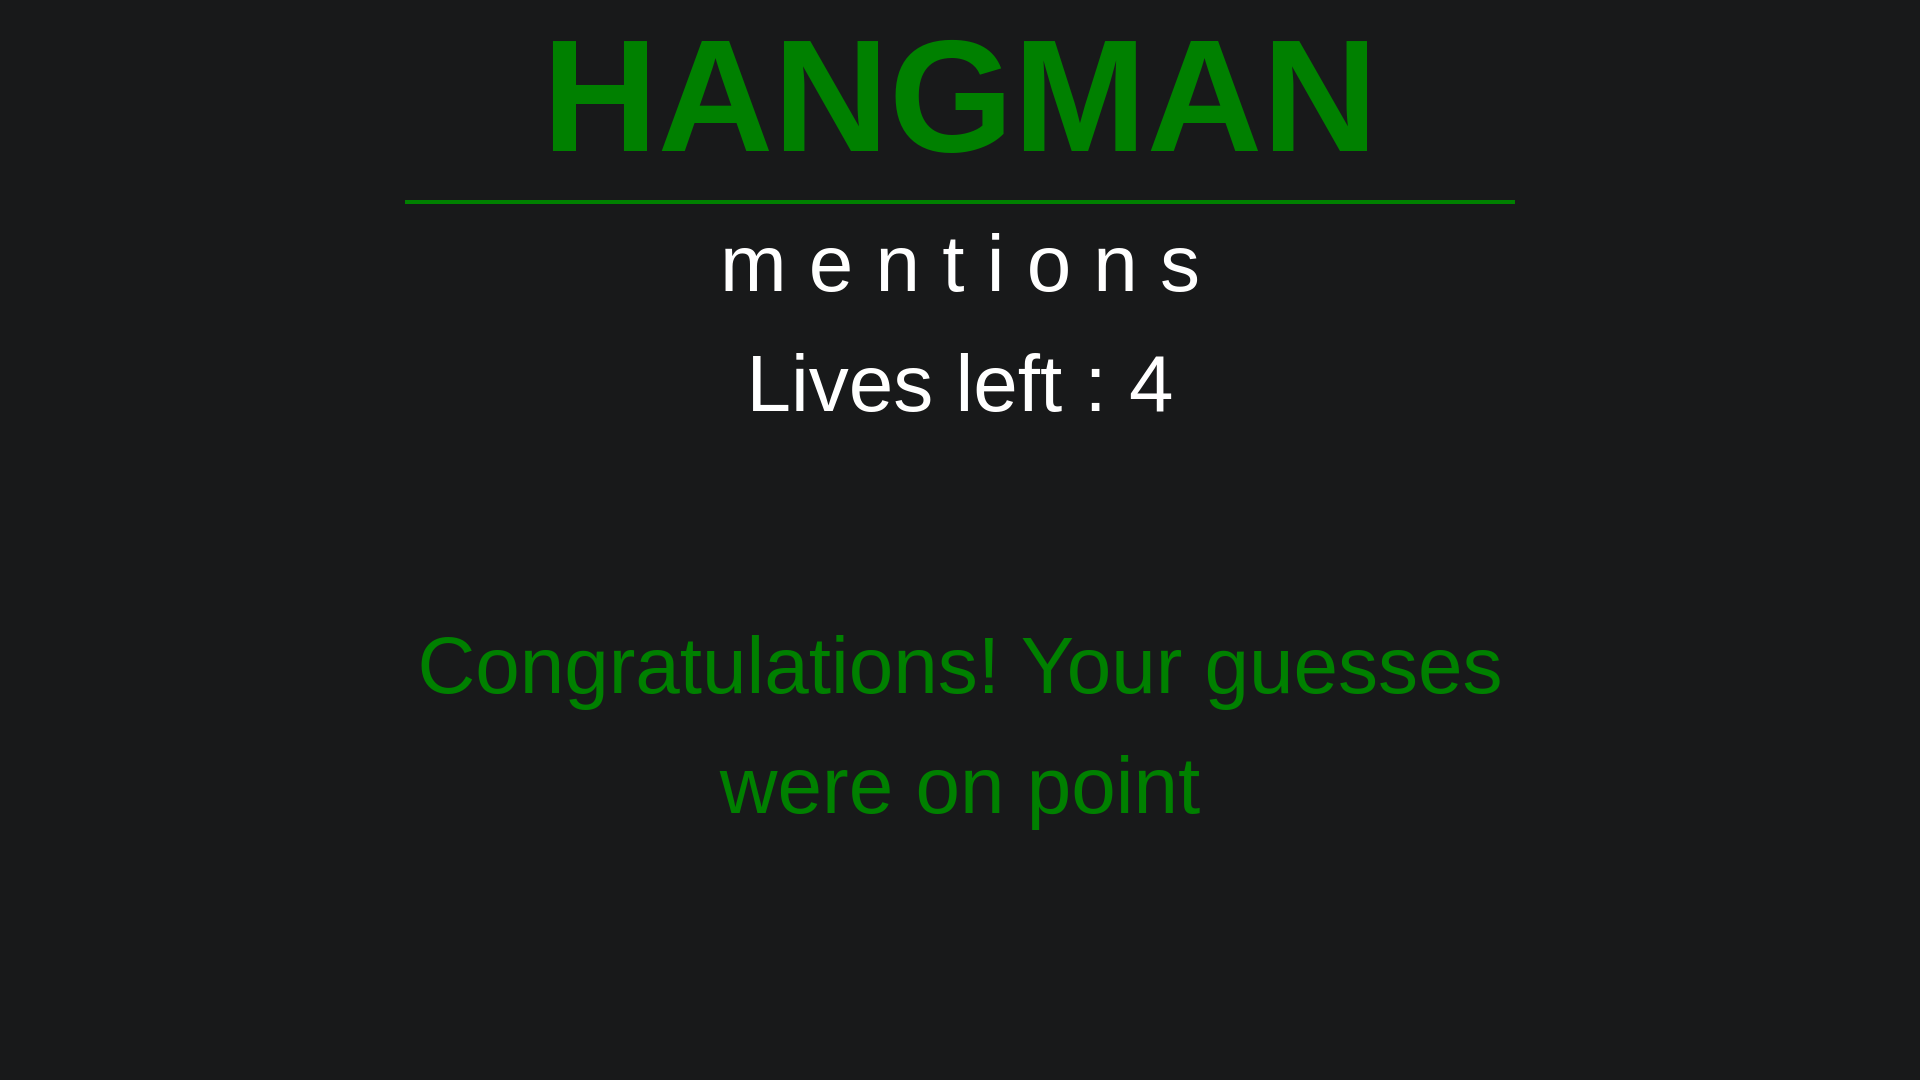 HANGMAN
m e n t i o n s
Lives left : 4
Congratulations! Your guesses
were on point